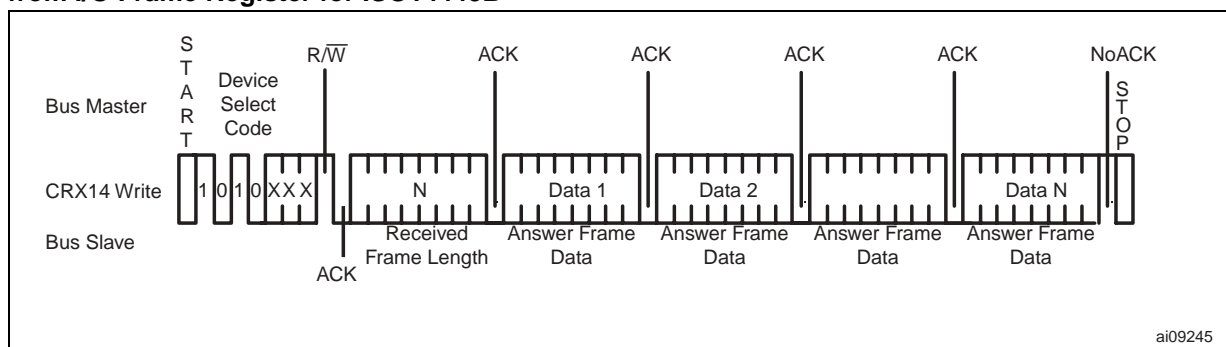 from I/O Frame Register for ISO14443B
START
Device
Select
Code
R/W
ACK
ACK
ACK
ACK
NoACK
STOP
Bus Master
CRX14 Write
1 0 1 0 X X X
N
Data 1
Data 2
Data N
Bus Slave
ACK
Received
Frame Length
Answer Frame
Data
Answer Frame
Data
Answer Frame
Data
Answer Frame
Data
ai09245